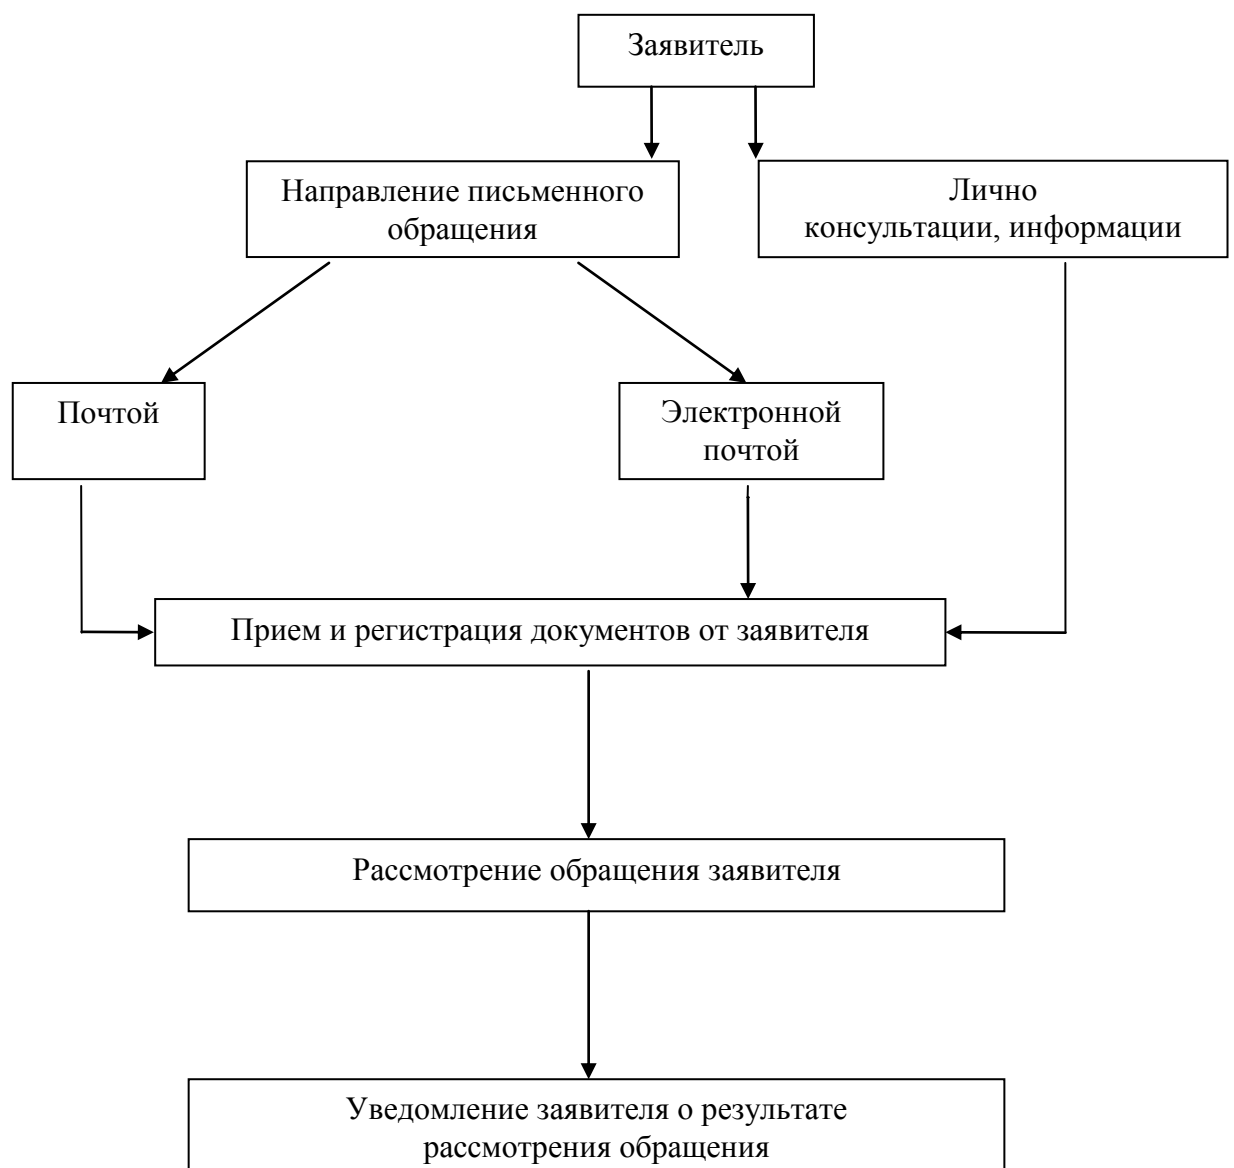 Заявитель
Направление письменного
обращения
Лично
консультации, информации
Почтой
Электронной
почтой
Прием и регистрация документов от заявителя
Рассмотрение обращения заявителя
Уведомление заявителя о результате
рассмотрения обращения